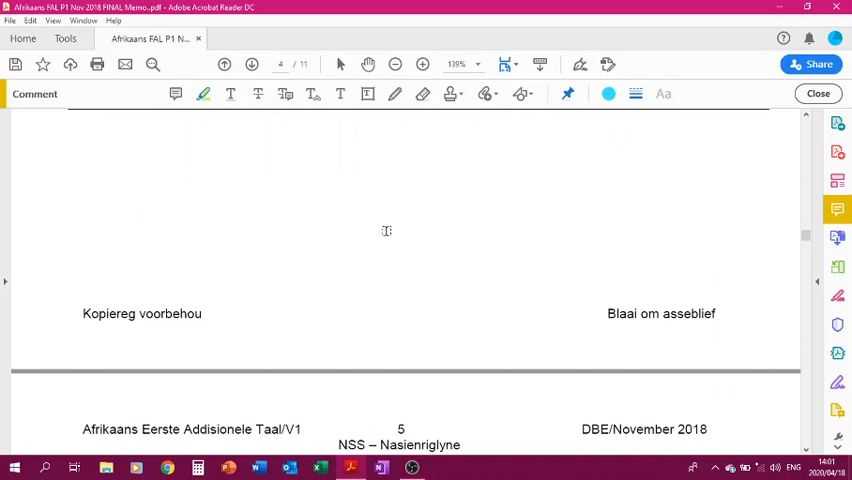 Afrikaans FAL P1 Nov 2018 FINAL Memo..pdf - Adobe Acrobat Reader DC
File Edit View Window Help
Home Tools Afrikaans FAL P1 N... ×
4 / 11 139% Share
Comment Aa Close
Kopiereg voorbehou Blaai om asseblief
Afrikaans Eerste Addisionele Taal/V1 5 DBE/November 2018
NSS – Nasienriglyne
ENG 14:01
2020/04/18